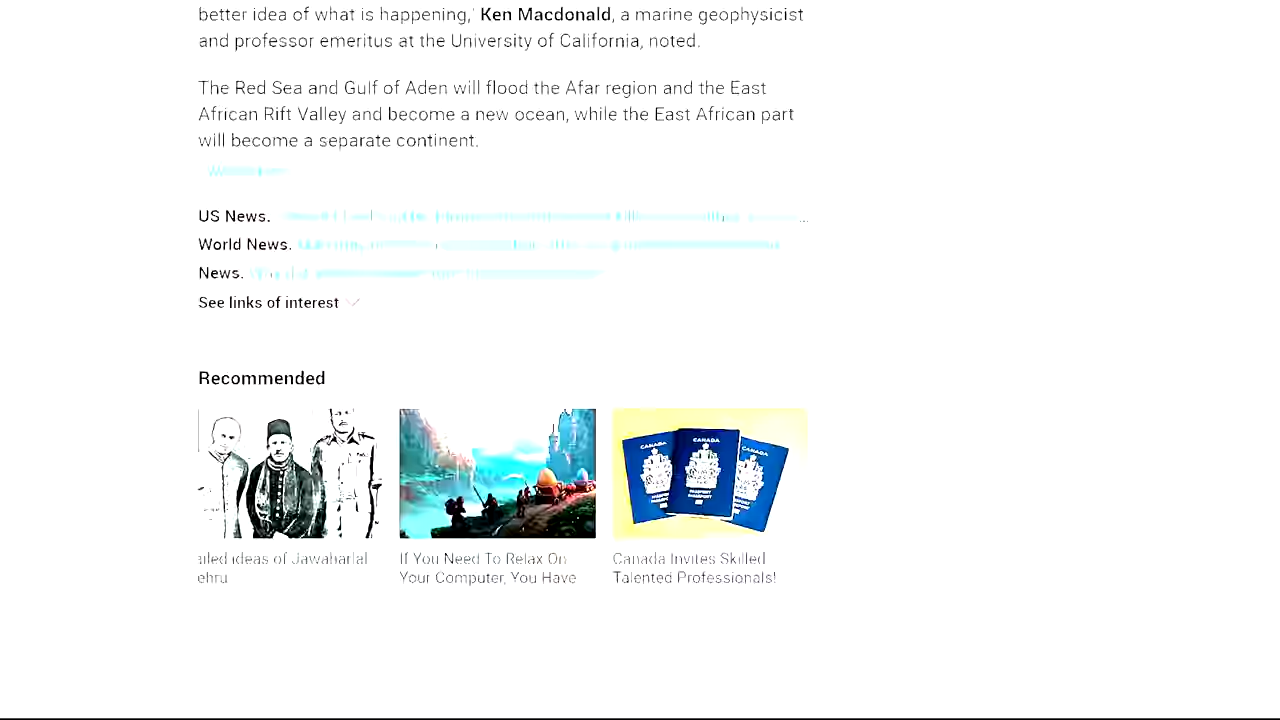 better idea of what is happening,' Ken Macdonald, a marine geophysicist
and professor emeritus at the University of California, noted.
The Red Sea and Gulf of Aden will flood the Afar region and the East
African Rift Valley and become a new ocean, while the East African part
will become a separate continent.
US News.
World News.
News.
See links of interest
Recommended
ailed ideas of Jawaharlal
ehru
If You Need To Relax On
Your Computer, You Have
CANADA
CANADA
CANADA
PASSPORT
PASSEPORT
Canada Invites Skilled
Talented Professionals!